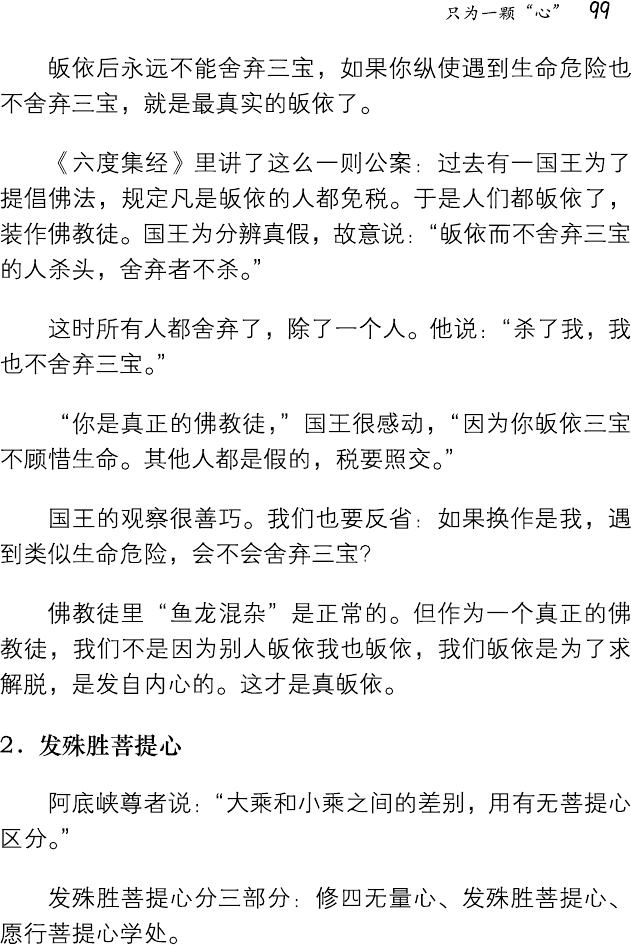 只为一颗“心” 99
皈依后永远不能舍弃三宝，如果你纵使遇到生命危险也
不舍弃三宝，就是最真实的皈依了。
《六度集经》里讲了这么一则公案：过去有一国王为了
提倡佛法，规定凡是皈依的人都免税。于是人们都皈依了，
装作佛教徒。国王为分辨真假，故意说：“皈依而不舍弃三宝
的人杀头，舍弃者不杀。”
这时所有人都舍弃了，除了一个人。他说：“杀了我，我
也不舍弃三宝。”
“你是真正的佛教徒，”国王很感动，“因为你皈依三宝
不顾惜生命。其他人都是假的，税要照交。”
国王的观察很善巧。我们也要反省：如果换作是我，遇
到类似生命危险，会不会舍弃三宝？
佛教徒里“鱼龙混杂”是正常的。但作为一个真正的佛
教徒，我们不是因为别人皈依我也皈依，我们皈依是为了求
解脱，是发自内心的。这才是真皈依。
2．发殊胜菩提心
阿底峡尊者说：“大乘和小乘之间的差别，用有无菩提心
区分。”
发殊胜菩提心分三部分：修四无量心、发殊胜菩提心、
愿行菩提心学处。